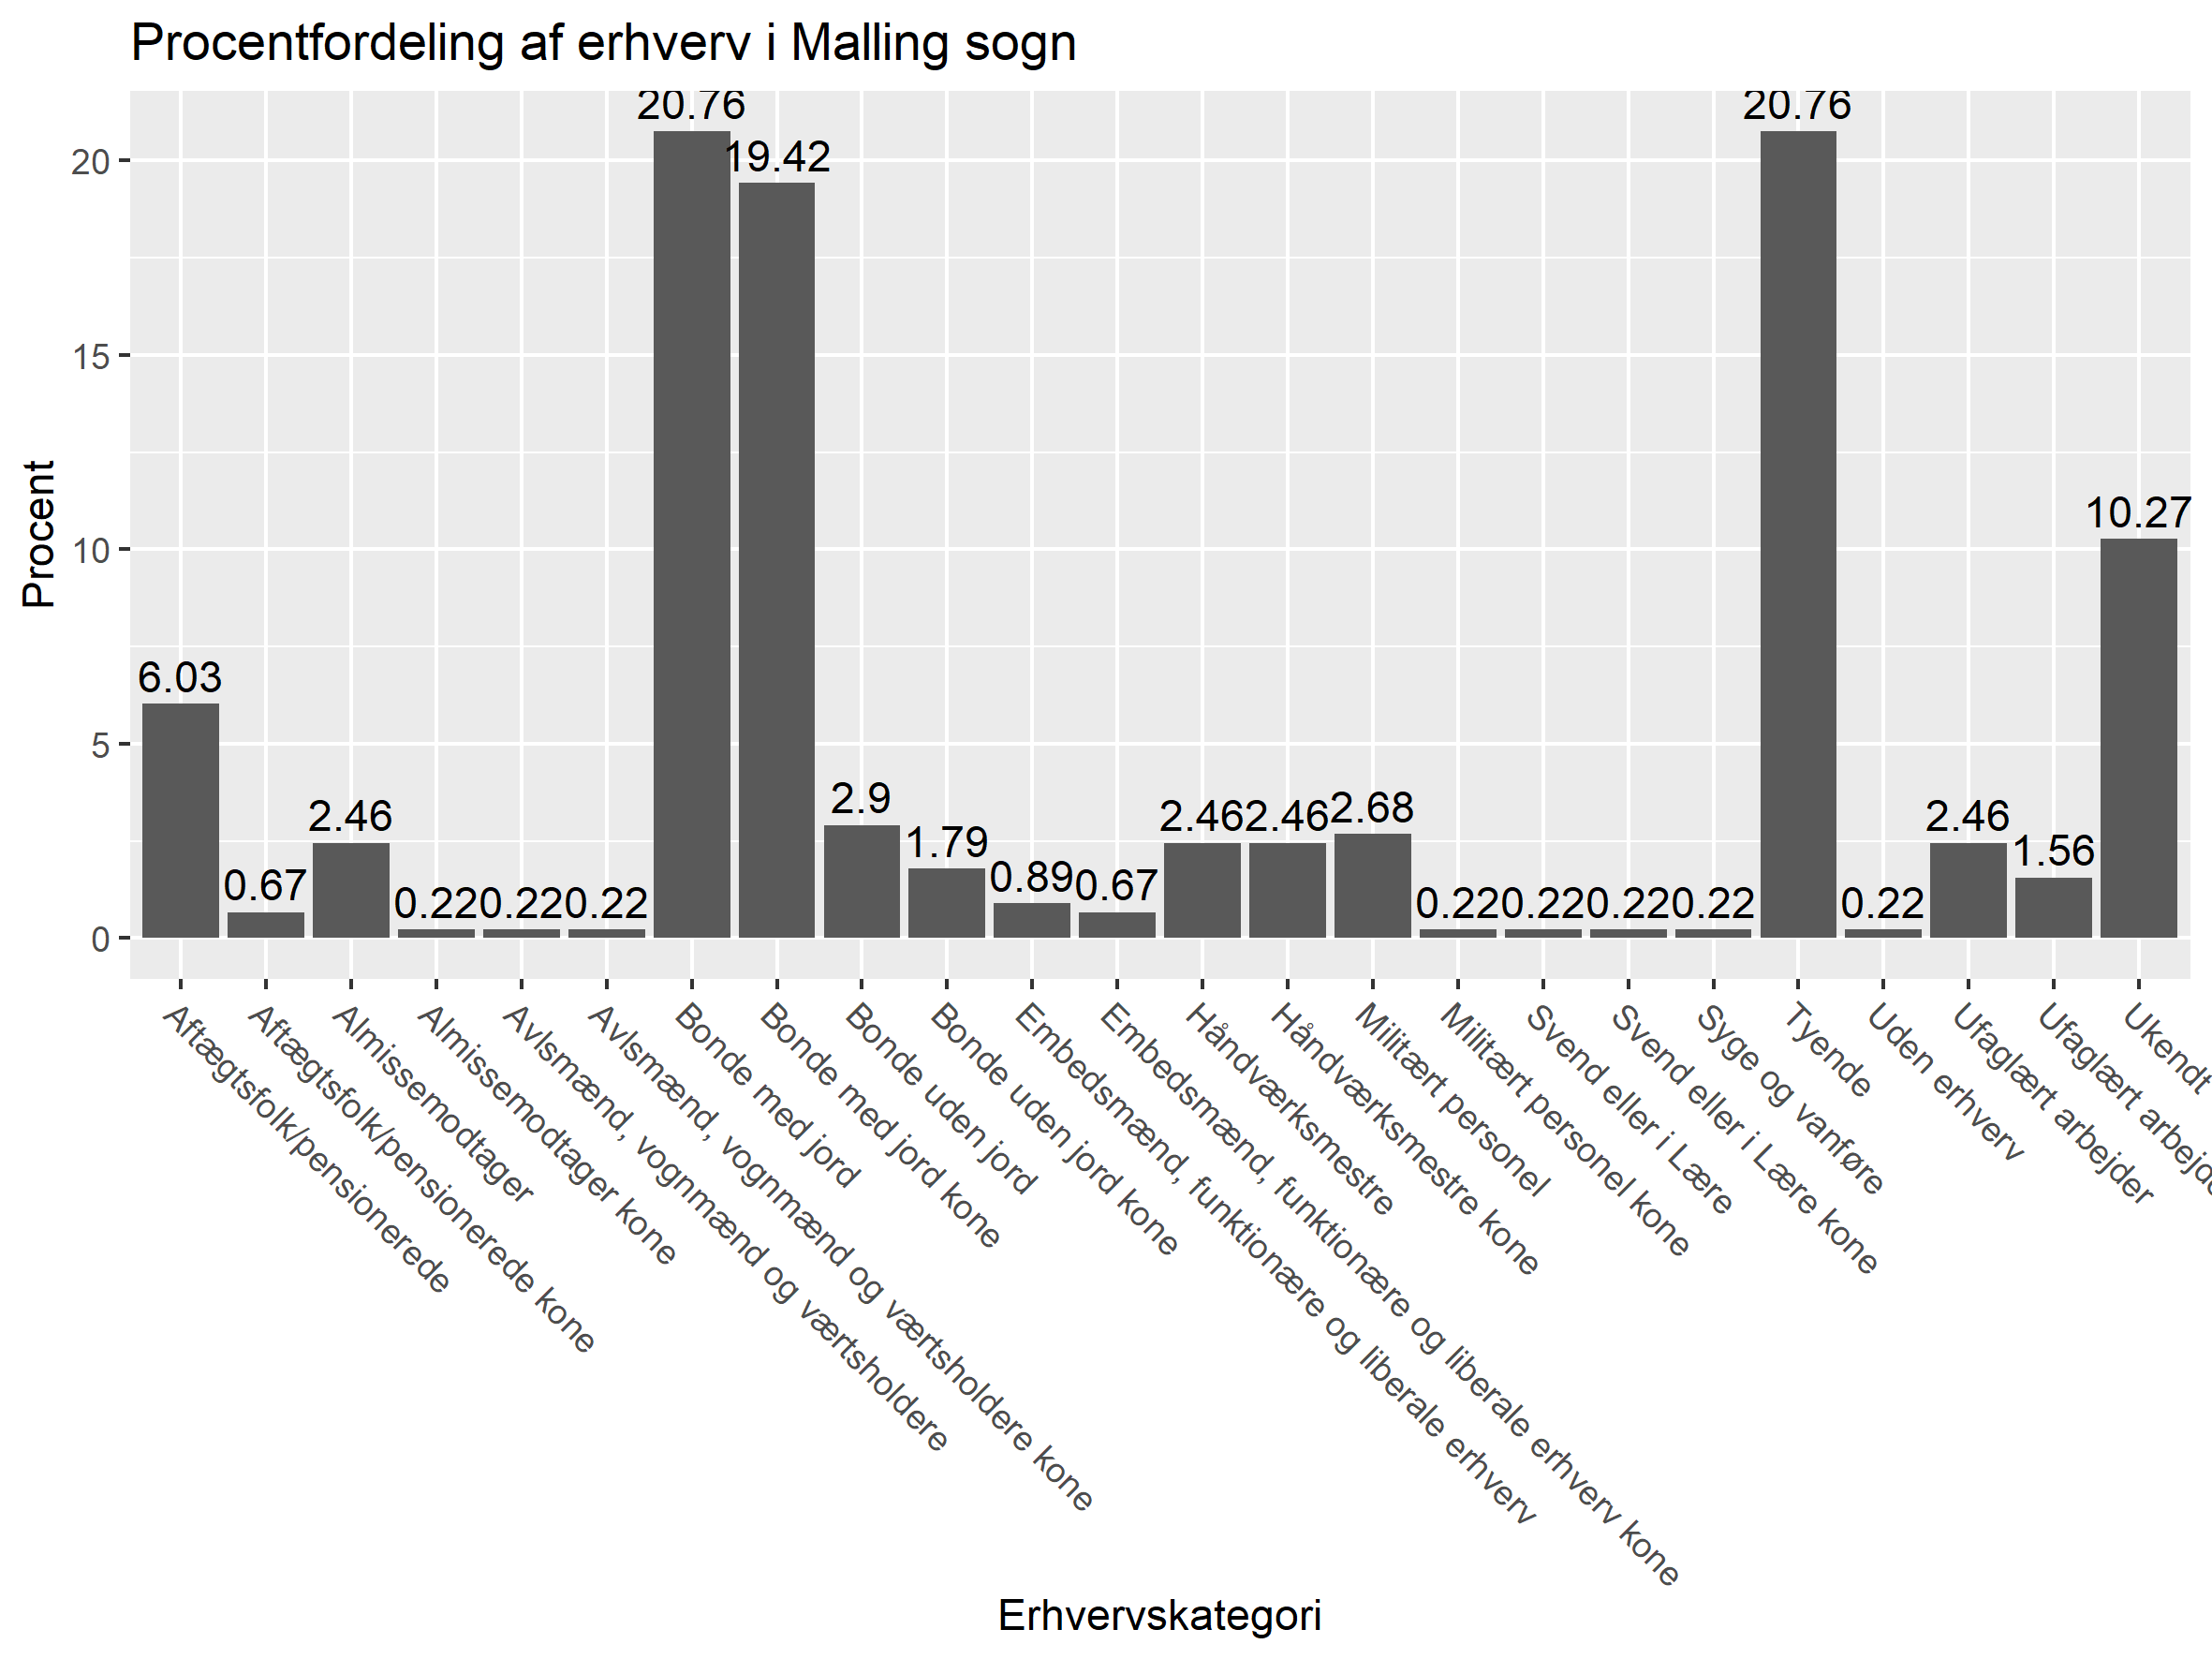 Procentfordeling af erhverv i Malling sogn
Procent
20
15
10
5
0
6.03
0.67
2.46
0.22
0.22
0.22
20.76
19.42
2.9
1.79
0.89
0.67
2.46
2.46
2.68
0.22
0.22
0.22
0.22
20.76
0.22
2.46
1.56
10.27
Aftægtsfolk/pensionerede
Aftægtsfolk/pensionerede kone
Almissemodtager
Almissemodtager kone
Avlsmænd, vognmænd og værtsholdere
Avlsmænd, vognmænd og værtsholdere kone
Bonde med jord
Bonde med jord kone
Bonde uden jord
Bonde uden jord kone
Embedsmænd, funktionære og liberale erhverv
Embedsmænd, funktionære og liberale erhverv kone
Håndværksmestre
Håndværksmestre kone
Militært personel
Militært personel kone
Svend eller i Lære
Svend eller i Lære kone
Syge og vanføre
Tyende
Uden erhverv
Ufaglært arbejder
Ufaglært
Ukendt
Erhvervskategori